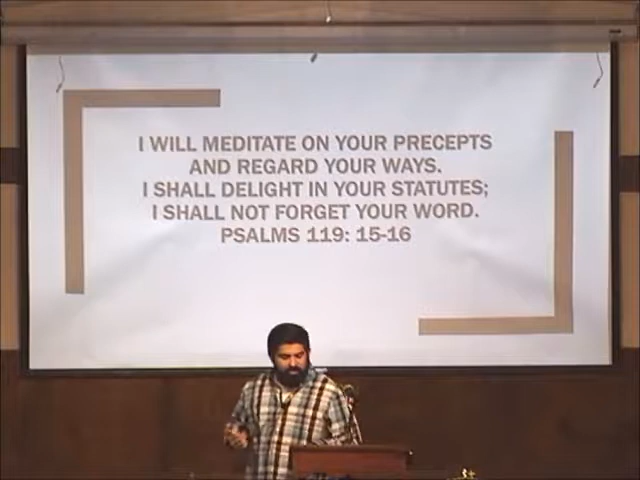 I WILL MEDITATE ON YOUR PRECEPTS
AND REGARD YOUR WAYS.
I SHALL DELIGHT IN YOUR STATUTES;
I SHALL NOT FORGET YOUR WORD.
PSALMS 119: 15-16